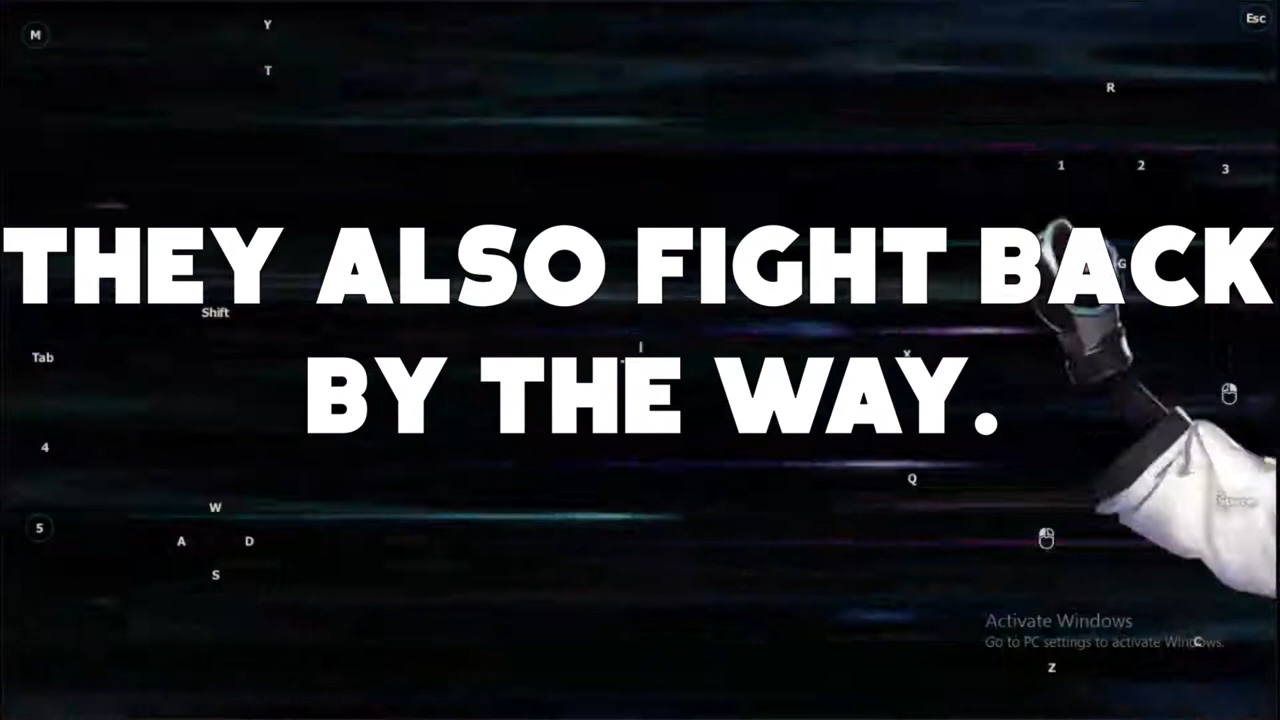 M
Y
T
Esc
R
1
2
3
THEY ALSO FIGHT BACK
G
Shift
Tab
I
X
BY THE WAY.
4
Q
W
Space
5
A
D
S
Activate Windows
Go to PC settings to activate Windows.
C
Z